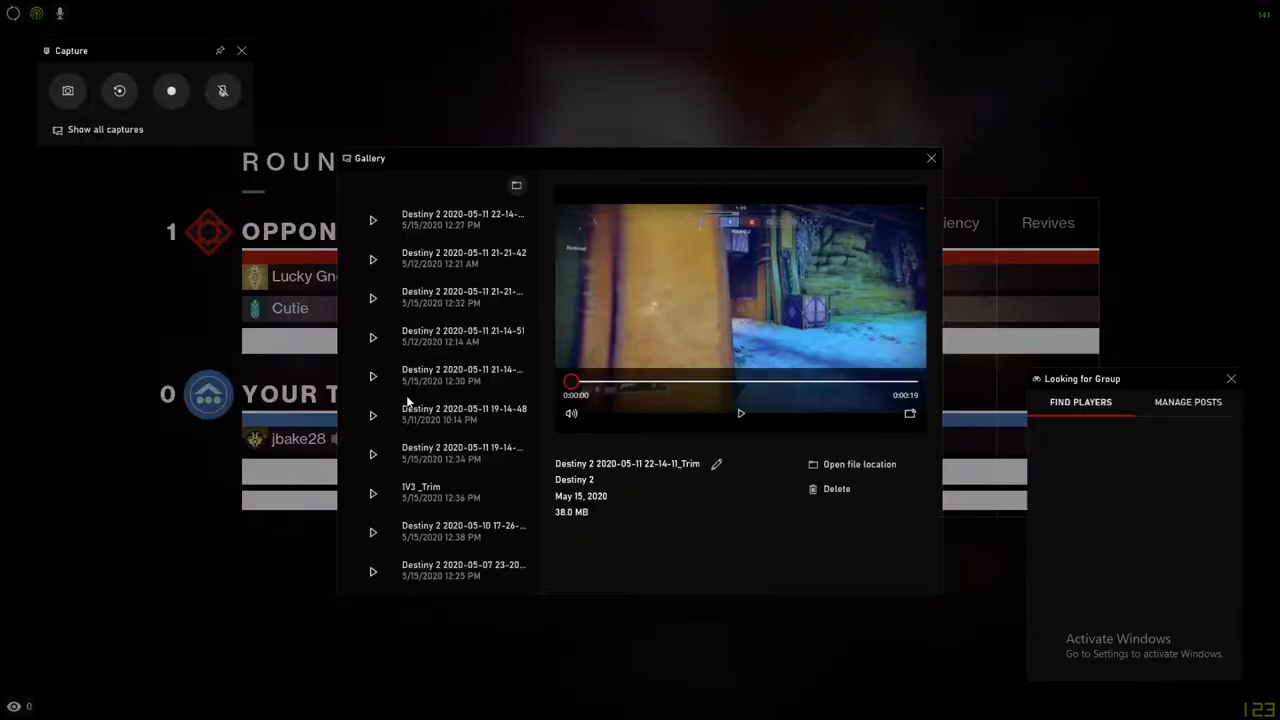 141
Capture
Show all captures
ROUN
Gallery
Destiny 2 2020-05-11 22-14-...
5/15/2020 12:27 PM
Destiny 2 2020-05-11 21-21-42
5/12/2020 12:21 AM
Destiny 2 2020-05-11 21-21-...
5/15/2020 12:32 PM
Destiny 2 2020-05-11 21-14-51
5/12/2020 12:14 AM
Destiny 2 2020-05-11 21-14-...
5/15/2020 12:30 PM
Destiny 2 2020-05-11 19-14-48
5/11/2020 10:14 PM
Destiny 2 2020-05-11 19-14-...
5/15/2020 12:34 PM
1V3 _Trim
5/15/2020 12:36 PM
Destiny 2 2020-05-10 17-26-...
5/15/2020 12:38 PM
Destiny 2 2020-05-07 23-20...
5/15/2020 12:25 PM
0:00:00
0:00:19
Destiny 2 2020-05-11 22-14-11_Trim
Destiny 2
May 15, 2020
38.0 MB
Open file location
Delete
1 OPPON
Lucky Gn
Cutie
0 YOUR T
jbake28
iency
Revives
Looking for Group
FIND PLAYERS
MANAGE POSTS
Activate Windows
Go to Settings to activate Windows.
0
123